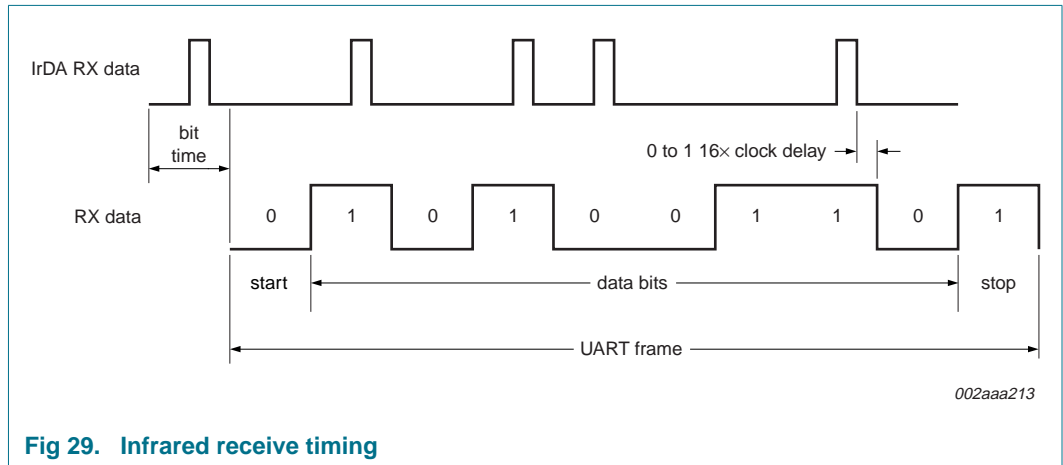 IrDA RX data
bit
time
0 to 1 16× clock delay
RX data
0 1 0 1 0 0 1 1 0 1
start
data bits
stop
UART frame
002aaa213
Fig 29. Infrared receive timing